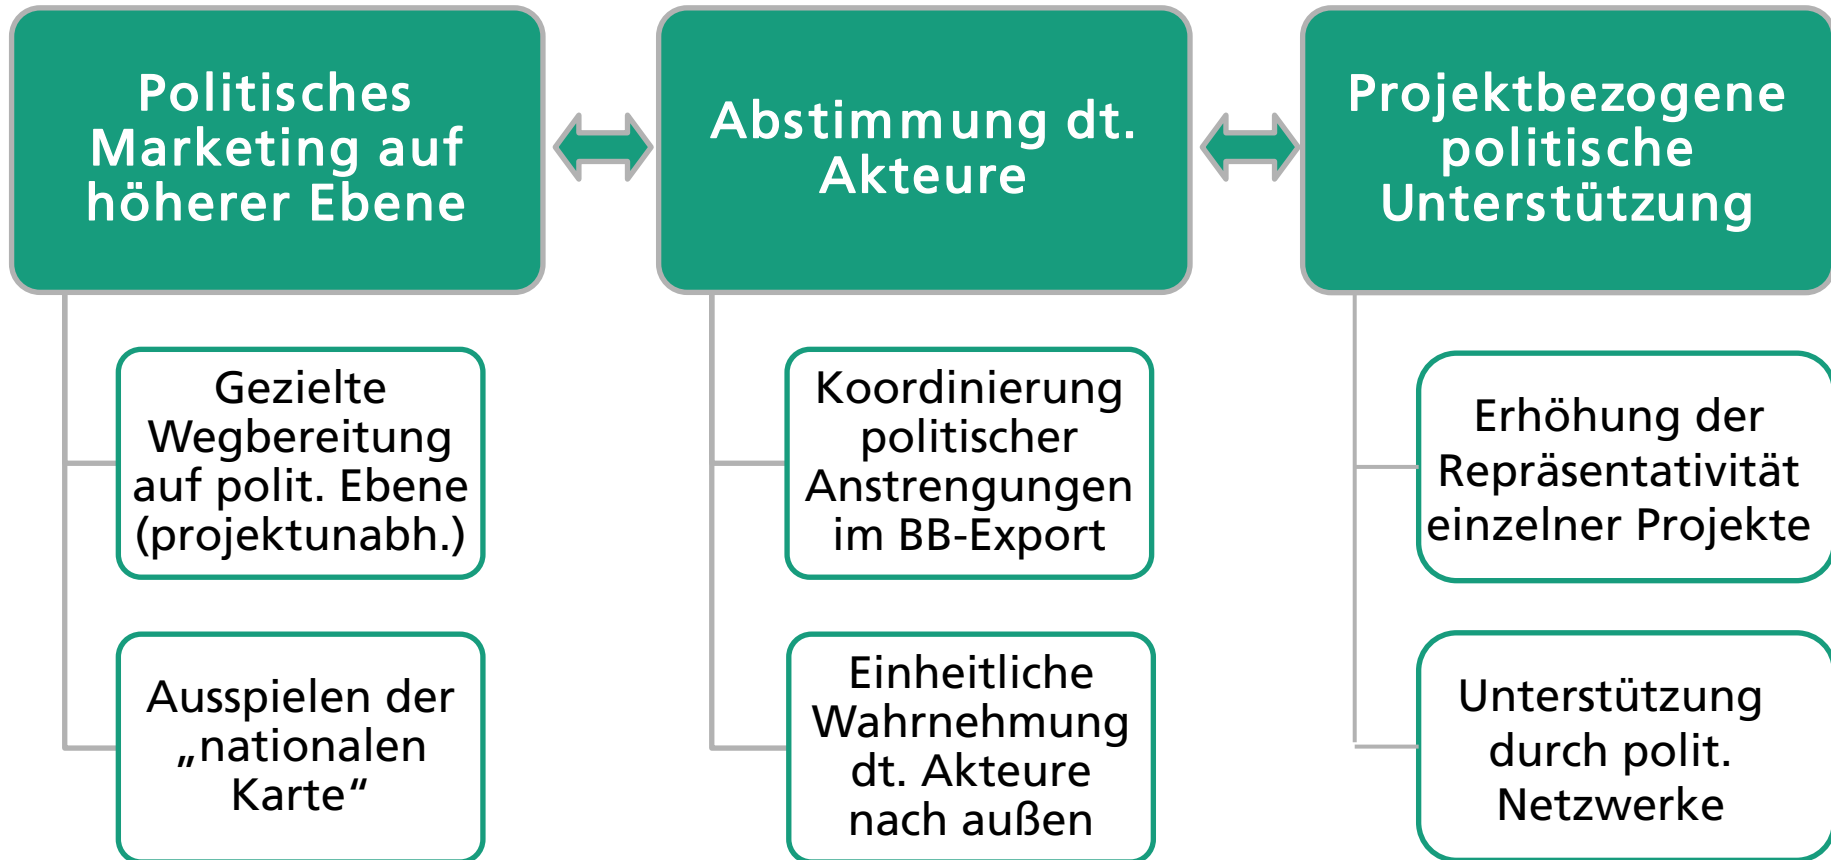 Politisches
Marketing auf
höherer Ebene
Gezielte
Wegbereitung
auf polit. Ebene
(projektunabh.)
Ausspielen der
„nationalen
Karte“
Abstimmung dt.
Akteure
Koordinierung
politischer
Anstrengungen
im BB-Export
Einheitliche
Wahrnehmung
dt. Akteure
nach außen
Projektbezogene
politische
Unterstützung
Erhöhung der
Repräsentativität
einzelner Projekte
Unterstützung
durch polit.
Netzwerke